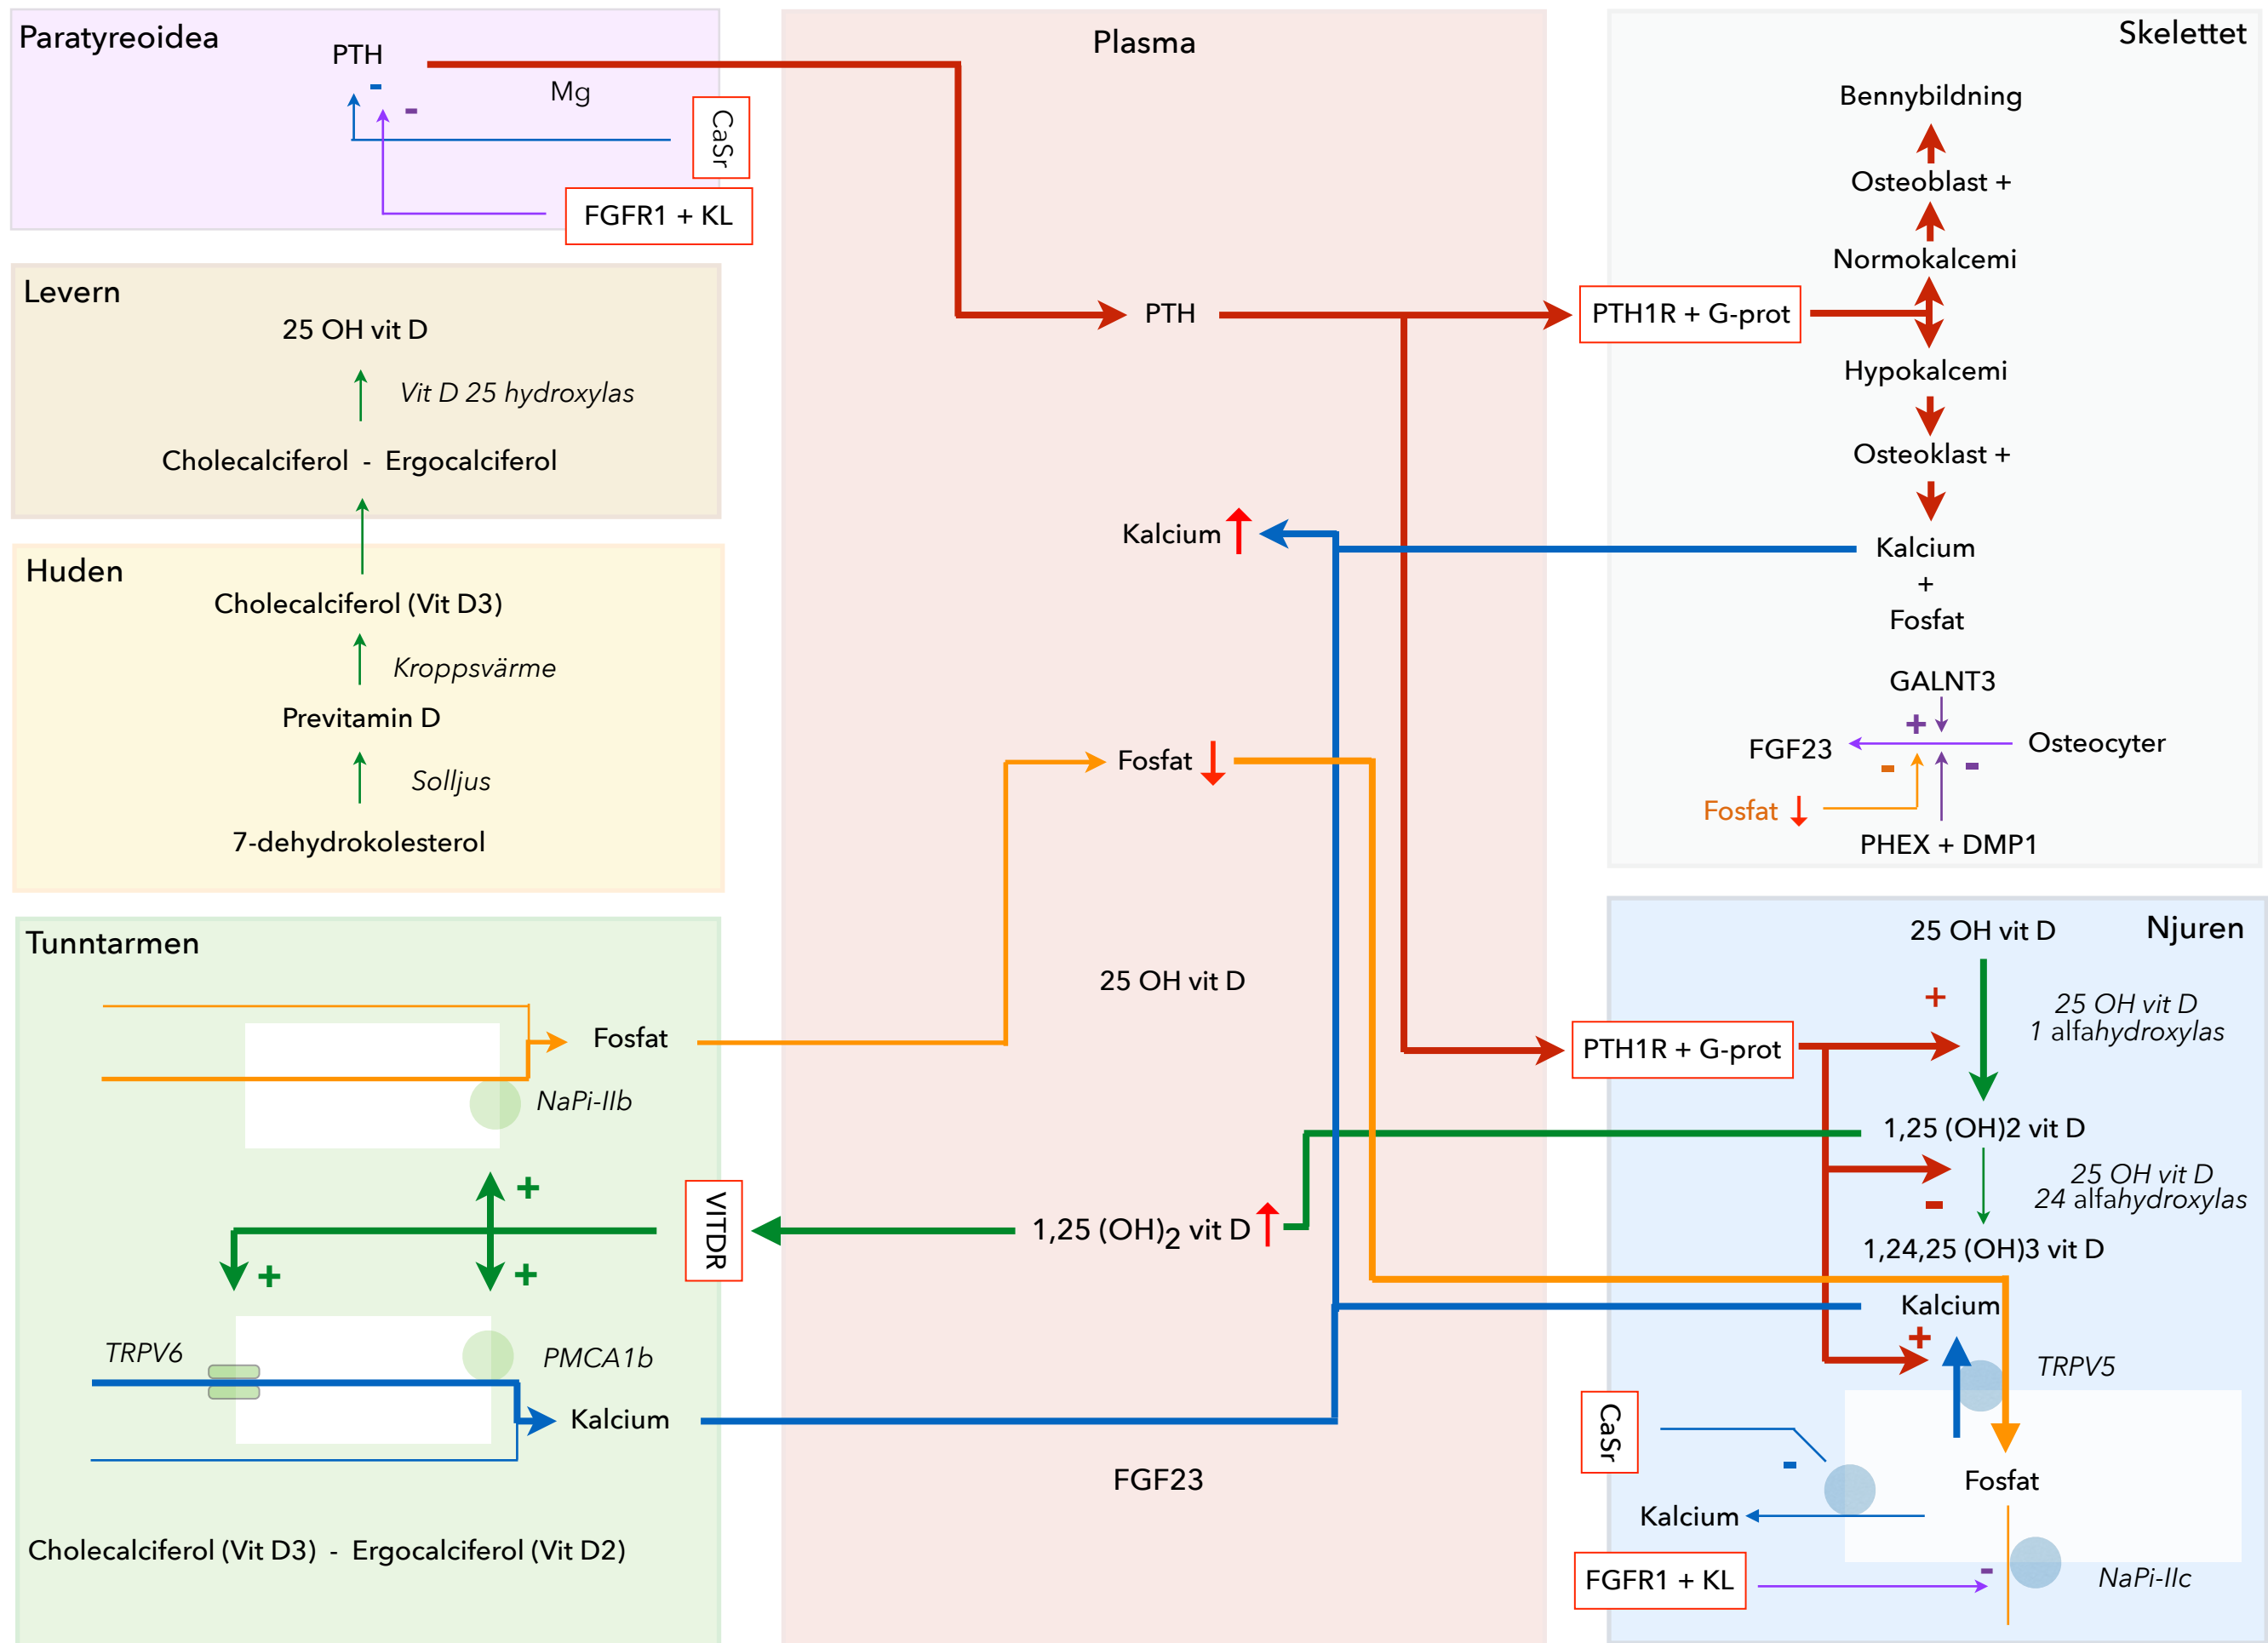 Paratyreoidea
PTH
-
-
Mg
CaSr
FGFR1 + KL
Levern
25 OH vit D
Vit D 25 hydroxylas
Cholecalciferol - Ergocalciferol
Huden
Cholecalciferol (Vit D3)
Kroppsvärme
Previtamin D
Solljus
7-dehydrokolesterol
Tunntarmen
Fosfat
NaPi-IIb
+
+
+
VITDR
TRPV6
PMCA1b
Kalcium
Cholecalciferol (Vit D3) - Ergocalciferol (Vit D2)
Plasma
PTH
Kalcium
Fosfat
25 OH vit D
1,25 (OH)2 vit D
FGF23
Skelettet
Bennybildning
Osteoblast +
Normokalcemi
PTH1R + G-prot
Hypokalcemi
Osteoklast +
Kalcium
+
Fosfat
GALNT3
+
FGF23
Osteocyter
-
-
Fosfat
PHEX + DMP1
Njuren
25 OH vit D
+
25 OH vit D
1 alfahydroxylas
PTH1R + G-prot
1,25 (OH)2 vit D
25 OH vit D
24 alfahydroxylas
-
1,24,25 (OH)3 vit D
Kalcium
+
TRPV5
CaSr
-
Fosfat
Kalcium
FGFR1 + KL
-
NaPi-IIc